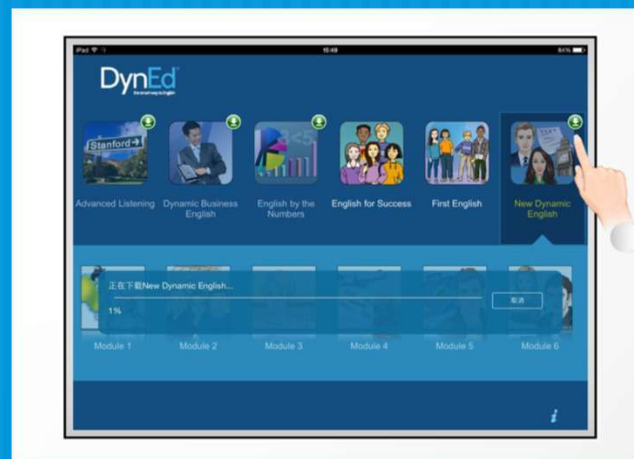 iPad
15:49
84%
DynEd
Stanford
Advanced Listening
Dynamic Business
English
English by the
Numbers
English for Success
First English
New Dynamic
English
正在下载New Dynamic English...
取消
1%
Module 1
Module 2
Module 3
Module 4
Module 5
Module 6
i